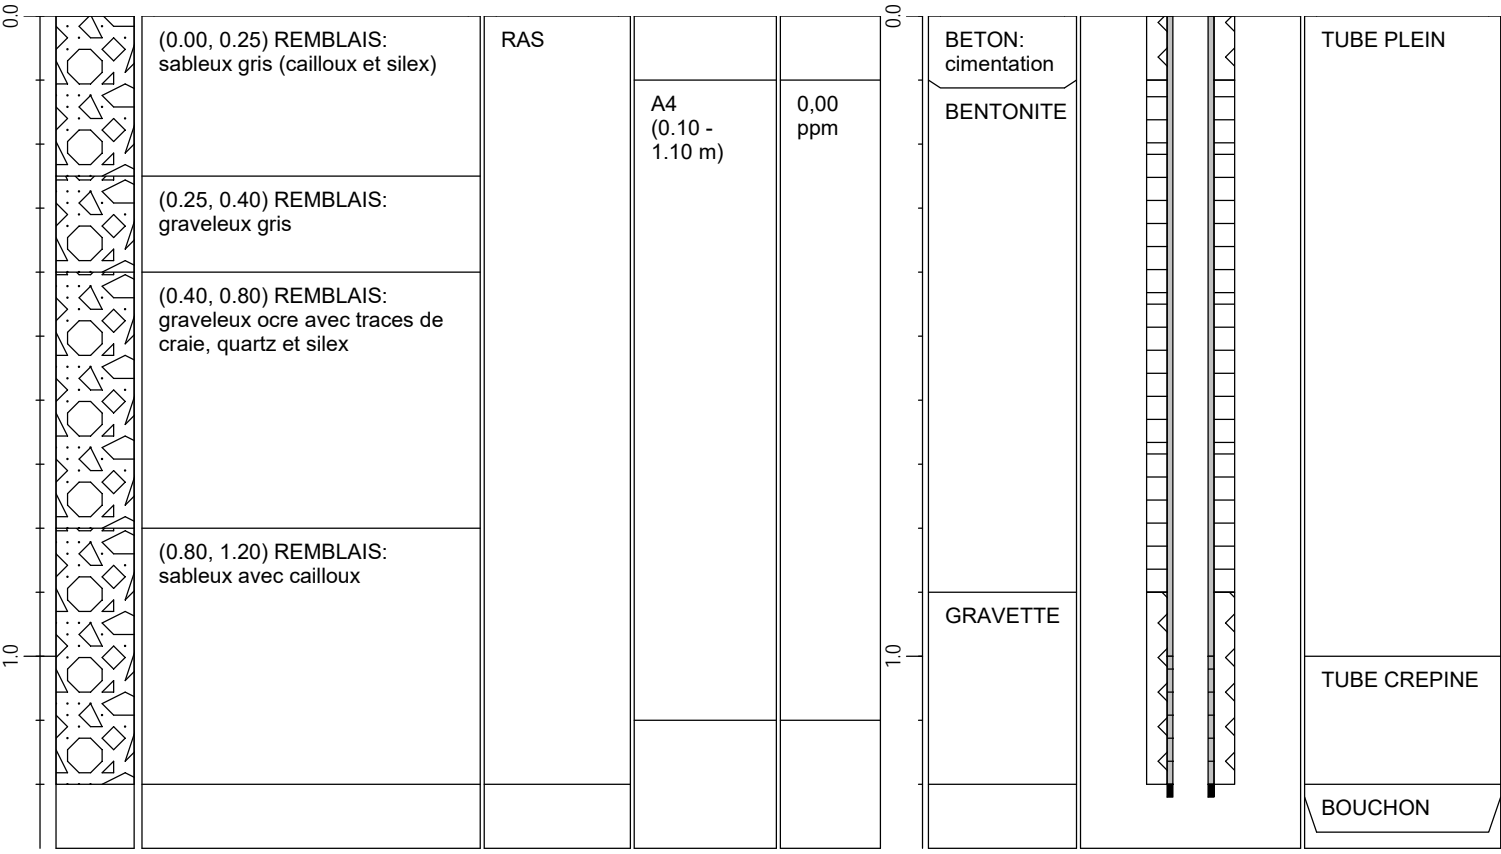 0.0
(0.00, 0.25) REMBLAIS:
sableux gris (cailloux et silex)
(0.25, 0.40) REMBLAIS:
graveleux gris
(0.40, 0.80) REMBLAIS:
graveleux ocre avec traces de
craie, quartz et silex
(0.80, 1.20) REMBLAIS:
sableux avec cailloux
1.0
RAS
A4
(0.10 -
1.10 m)
0,00
ppm
0.0
1.0
BETON:
cimentation
BENTONITE
GRAVETTE
TUBE PLEIN
TUBE CREPINE
BOUCHON